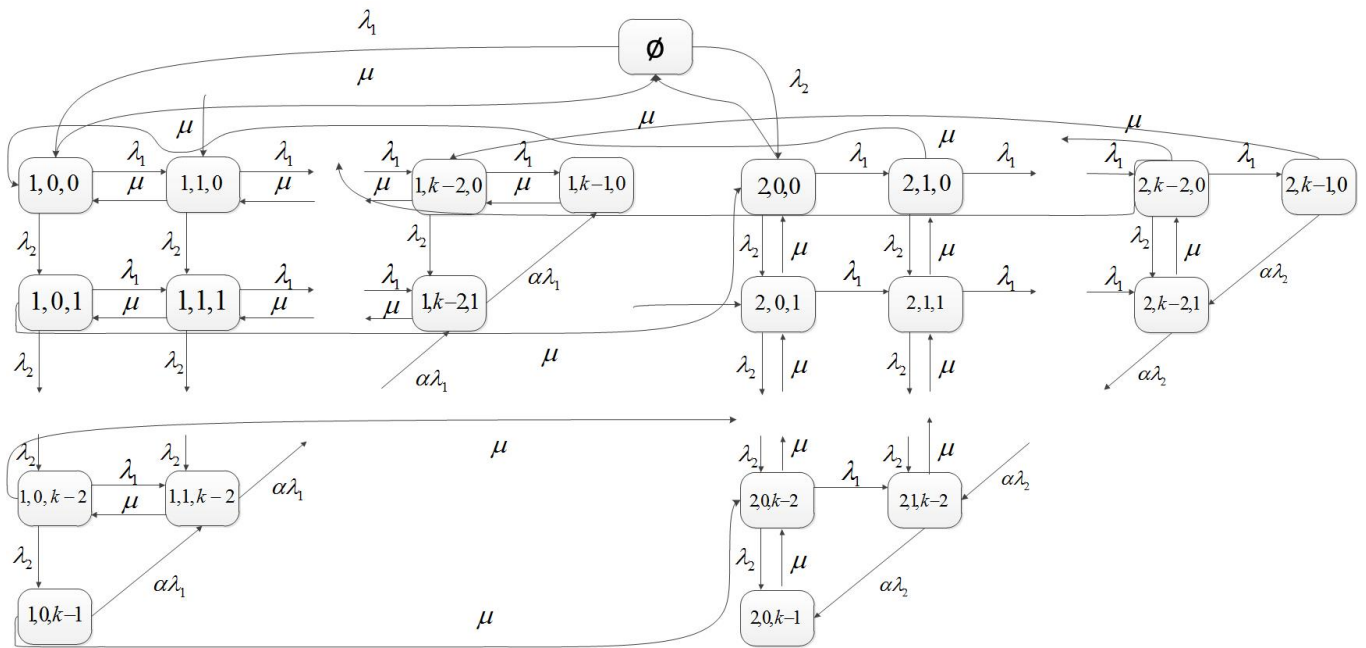 λ₁ ∅
μ λ₂
μ μ μ μ
λ₁ λ₁ λ₁ λ₁ λ₁ λ₁ λ₁ λ₁
1,0,0 μ 1,1,0 μ μ 1,k−2,0 μ 1,k−1,0 2,0,0 2,1,0 2,k−2,0 2,k−1,0
λ₂ λ₂ λ₂ λ₂ μ λ₂ μ λ₂ μ
λ₁ λ₁ λ₁ αλ₁ λ₁ λ₁ λ₁ αλ₂
1,0,1 μ 1,1,1 μ μ 1,k−2,1 2,0,1 2,1,1 2,k−2,1
λ₂ λ₂ αλ₁ μ λ₂ μ λ₂ μ αλ₂
λ₂ λ₂ μ λ₂ μ λ₂ μ
1,0,k−2 λ₁ μ 1,1,k−2 αλ₁ 2,0,k−2 λ₁ 2,1,k−2 αλ₂
λ₂ αλ₁ λ₂ μ αλ₂
1,0,k−1 μ 2,0,k−1